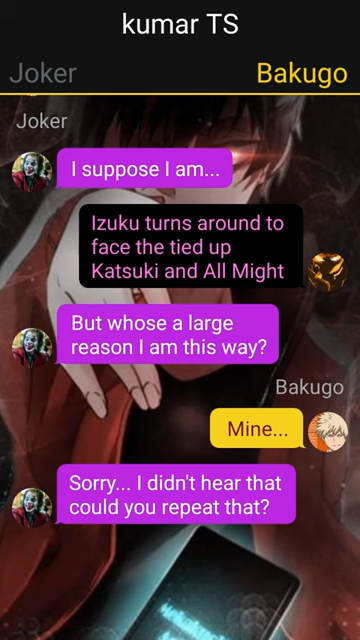 kumar TS
Joker
Bakugo
Joker
I suppose I am...
Izuku turns around to
face the tied up
Katsuki and All Might
But whose a large
reason I am this way?
Bakugo
Mine...
Sorry... I didn't hear that
could you repeat that?